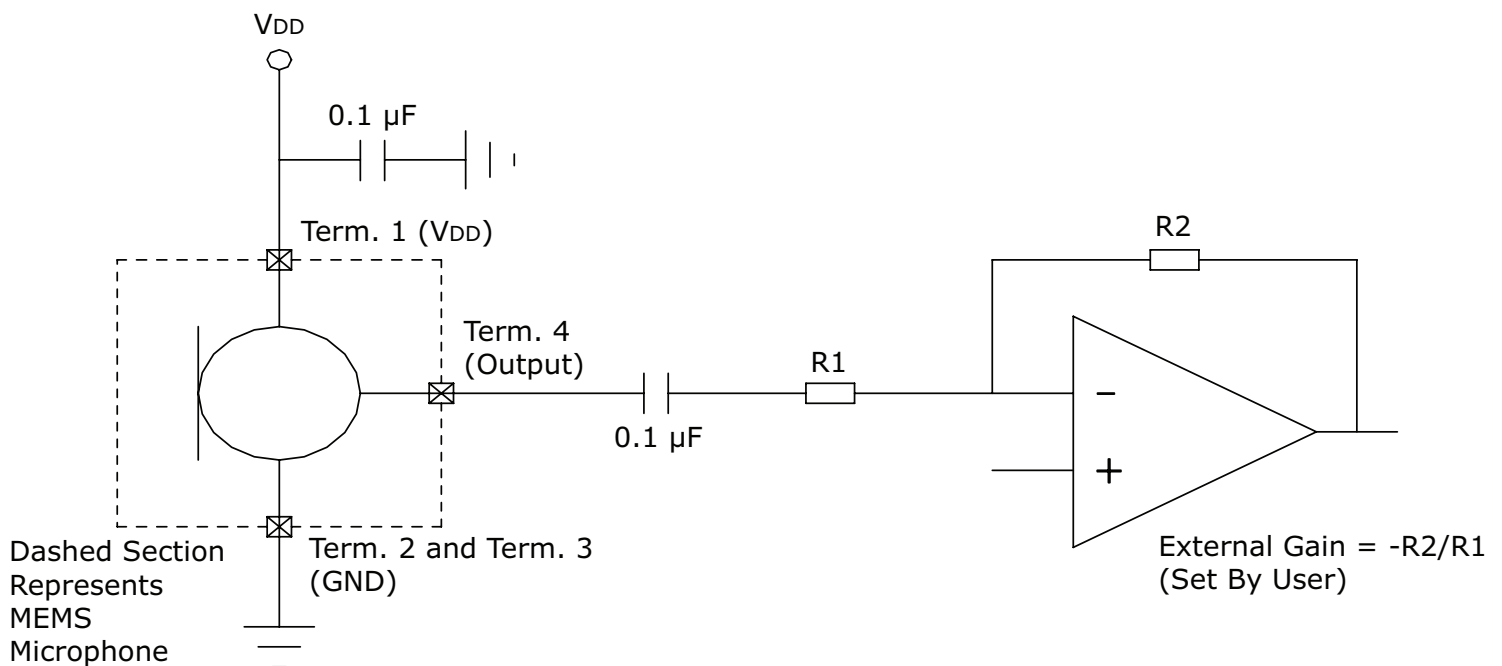 VDD
0.1 µF
Term. 1 (VDD)
R2
Term. 4
(Output)
R1
0.1 µF
-
+
Term. 2 and Term. 3
(GND)
Dashed Section
Represents
MEMS
Microphone
External Gain = -R2/R1
(Set By User)